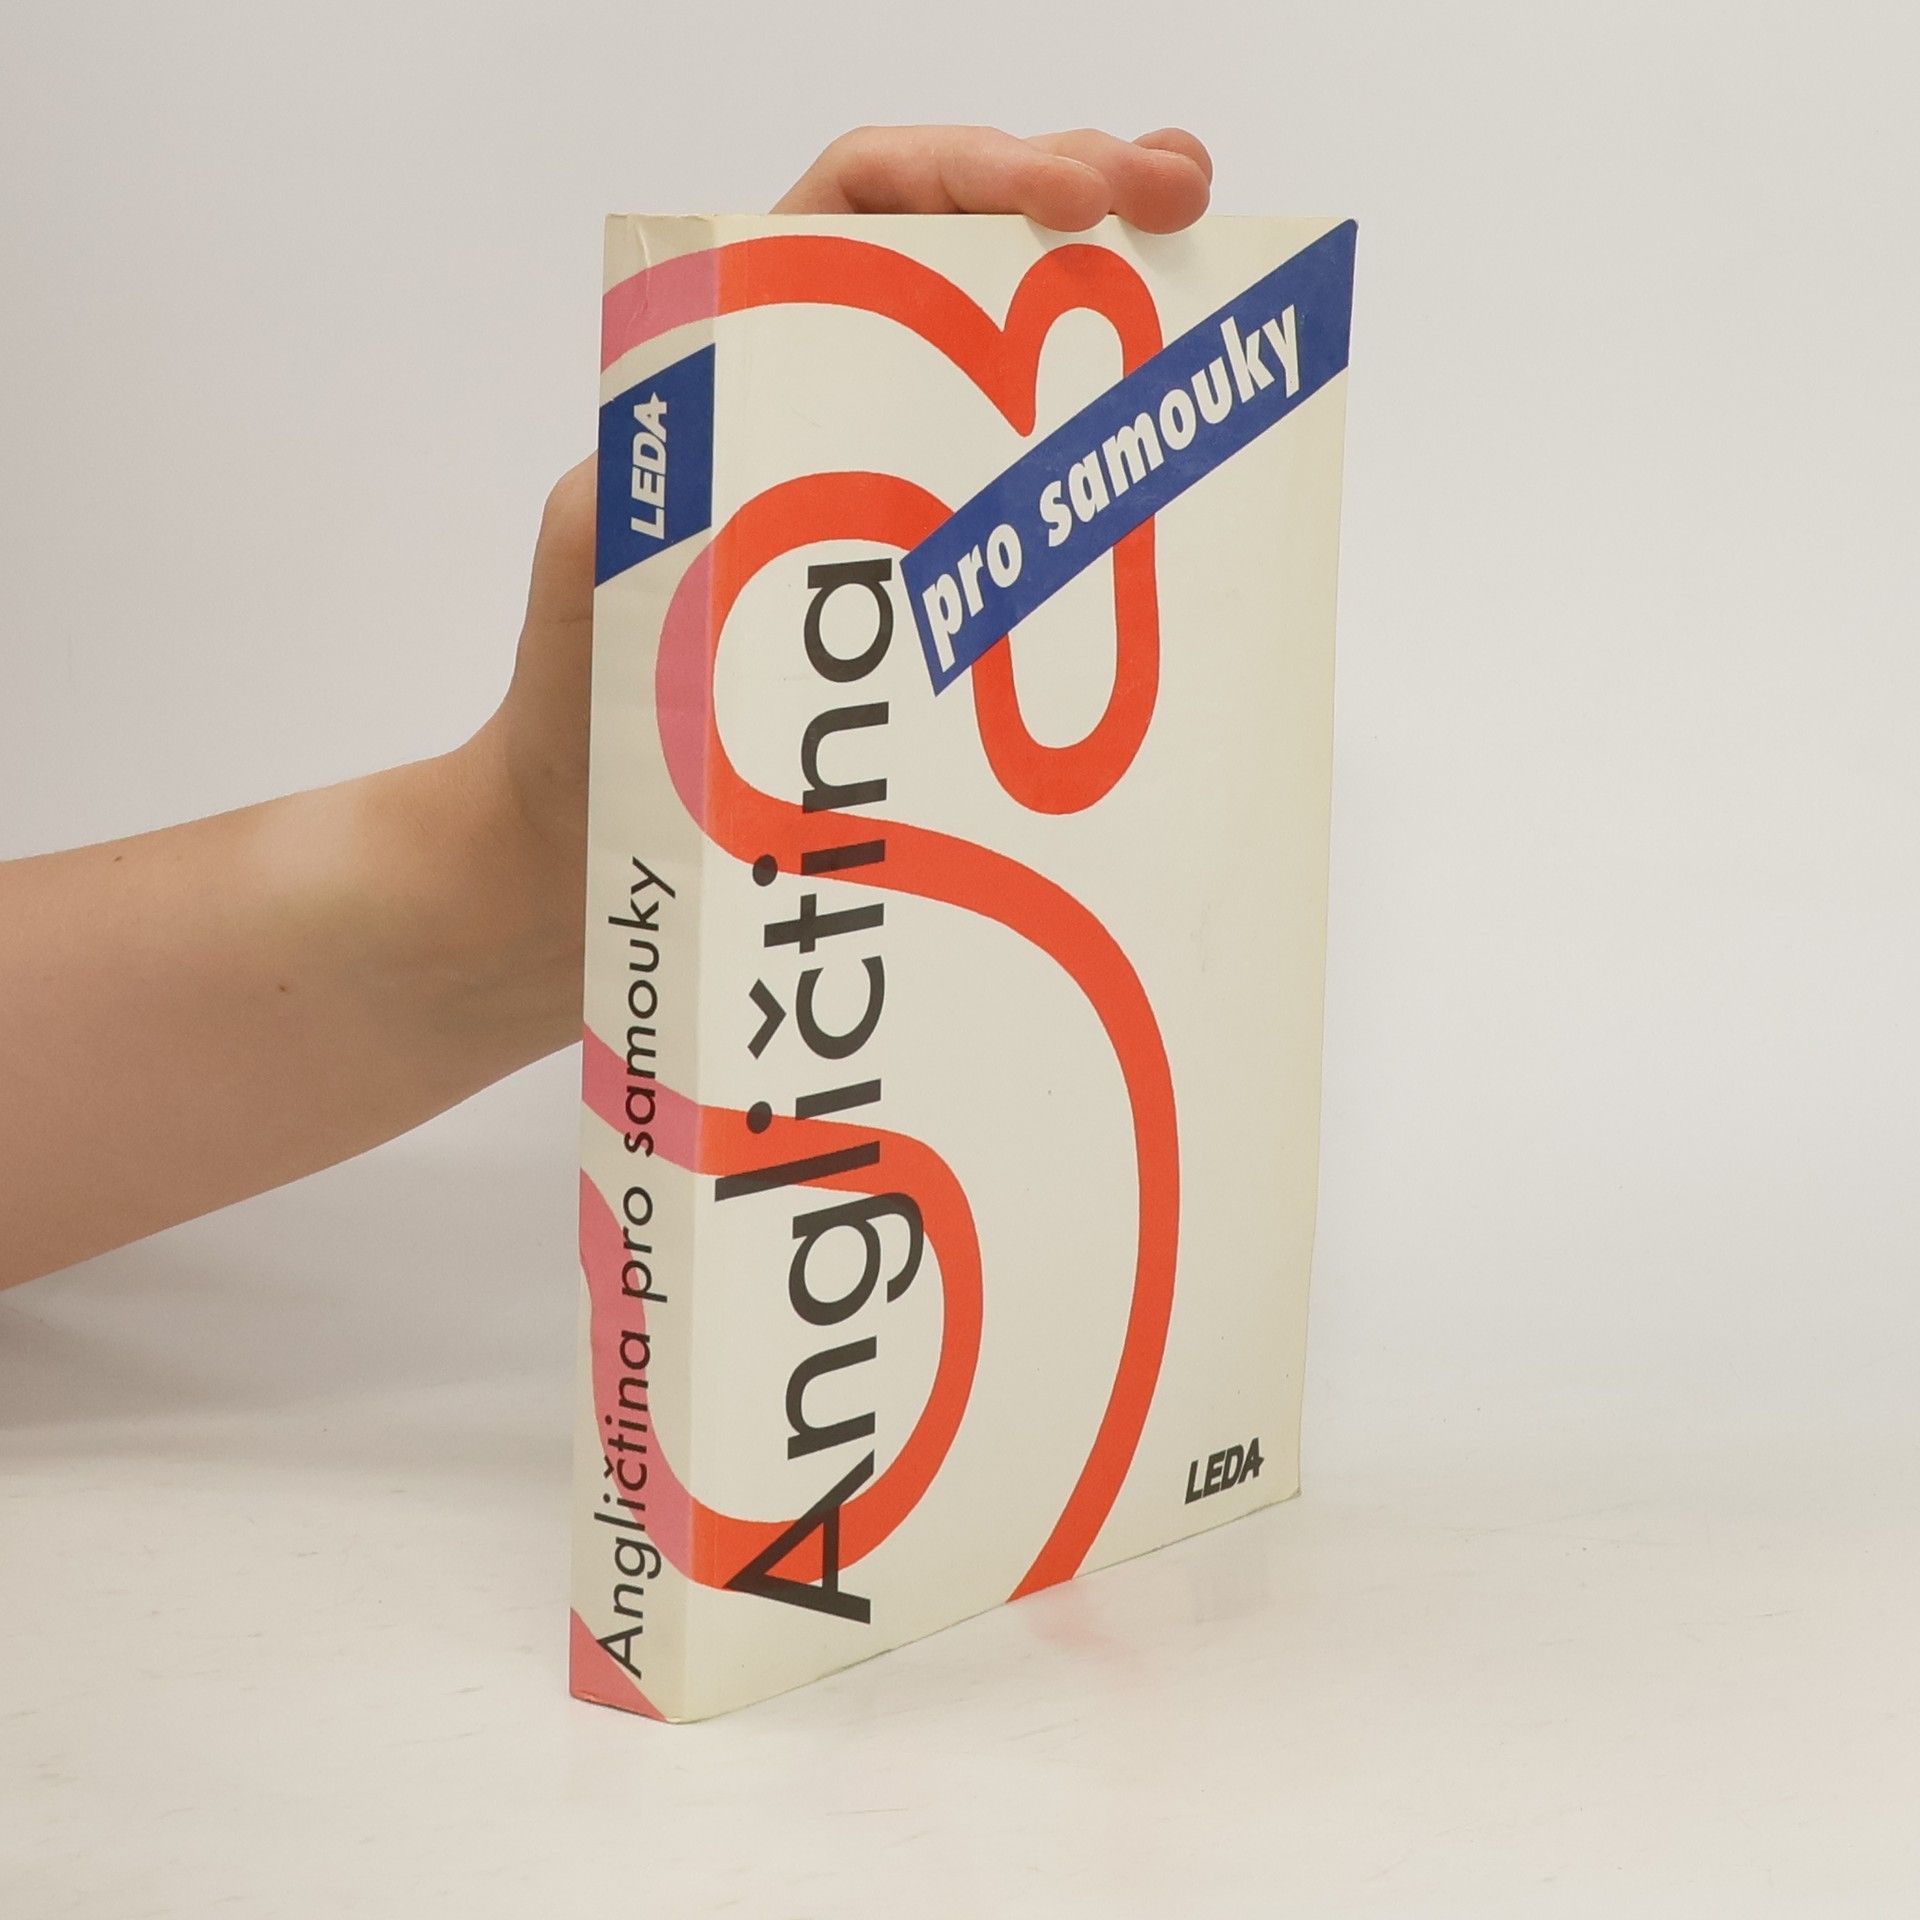 LEDA
Angličtina pro samouky
Angličtina
pro samouky
LEDA